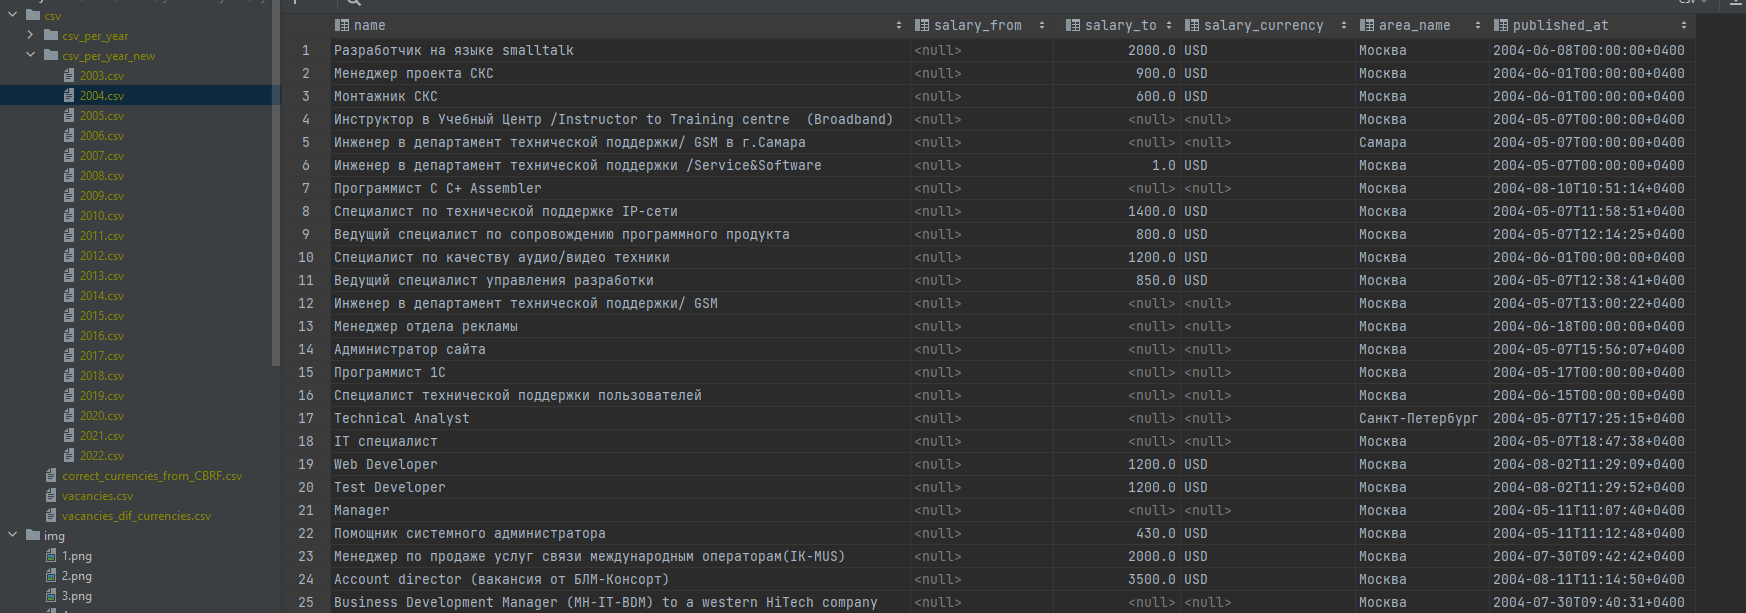 csv
csv_per_year
csv_per_year_new
2003.csv
2004.csv
2005.csv
2006.csv
2007.csv
2008.csv
2009.csv
2010.csv
2011.csv
2012.csv
2013.csv
2014.csv
2015.csv
2016.csv
2017.csv
2018.csv
2019.csv
2020.csv
2021.csv
2022.csv
correct_currencies_from_CBRF.csv
vacancies.csv
vacancies_dif_currencies.csv
img
1.png
2.png
3.png
name salary_from salary_to salary_currency area_name published_at
1 Разработчик на языке smalltalk <null> 2000.0 USD Москва 2004-06-08T00:00:00+0400
2 Менеджер проекта СКС <null> 900.0 USD Москва 2004-06-01T00:00:00+0400
3 Монтажник СКС <null> 600.0 USD Москва 2004-06-01T00:00:00+0400
4 Инструктор в Учебный Центр /Instructor to Training centre (Broadband) <null> <null> <null> Москва 2004-05-07T00:00:00+0400
5 Инженер в департамент технической поддержки/ GSM в г.Самара <null> <null> <null> Самара 2004-05-07T00:00:00+0400
6 Инженер в департамент технической поддержки /Service&Software <null> 1.0 USD Москва 2004-05-07T00:00:00+0400
7 Программист C C+ Assembler <null> <null> <null> Москва 2004-08-10T10:51:14+0400
8 Специалист по технической поддержке IP-сети <null> 1400.0 USD Москва 2004-05-07T11:58:51+0400
9 Ведущий специалист по сопровождению программного продукта <null> 800.0 USD Москва 2004-05-07T12:14:25+0400
10 Специалист по качеству аудио/видео техники <null> 1200.0 USD Москва 2004-06-01T00:00:00+0400
11 Ведущий специалист управления разработки <null> 850.0 USD Москва 2004-05-07T12:38:41+0400
12 Инженер в департамент технической поддержки/ GSM <null> <null> <null> Москва 2004-05-07T13:00:22+0400
13 Менеджер отдела рекламы <null> <null> <null> Москва 2004-06-18T00:00:00+0400
14 Администратор сайта <null> <null> <null> Москва 2004-05-07T15:56:07+0400
15 Программист 1С <null> <null> <null> Москва 2004-05-17T00:00:00+0400
16 Специалист технической поддержки пользователей <null> <null> <null> Москва 2004-06-15T00:00:00+0400
17 Technical Analyst <null> <null> <null> Санкт-Петербург 2004-05-07T17:25:15+0400
18 IT специалист <null> <null> <null> Москва 2004-05-07T18:47:38+0400
19 Web Developer <null> 1200.0 USD Москва 2004-08-02T11:29:09+0400
20 Test Developer <null> 1200.0 USD Москва 2004-08-02T11:29:52+0400
21 Manager <null> <null> <null> Москва 2004-05-11T11:07:40+0400
22 Помощник системного администратора <null> 430.0 USD Москва 2004-05-11T11:12:48+0400
23 Менеджер по продаже услуг связи международным операторам(IK-MUS) <null> 2000.0 USD Москва 2004-07-30T09:42:42+0400
24 Account director (вакансия от БЛМ-Консорт) <null> 3500.0 USD Москва 2004-08-11T11:14:50+0400
25 Business Development Manager (MH-IT-BDM) to a western HiTech company <null> <null> <null> Москва 2004-07-30T09:40:31+0400